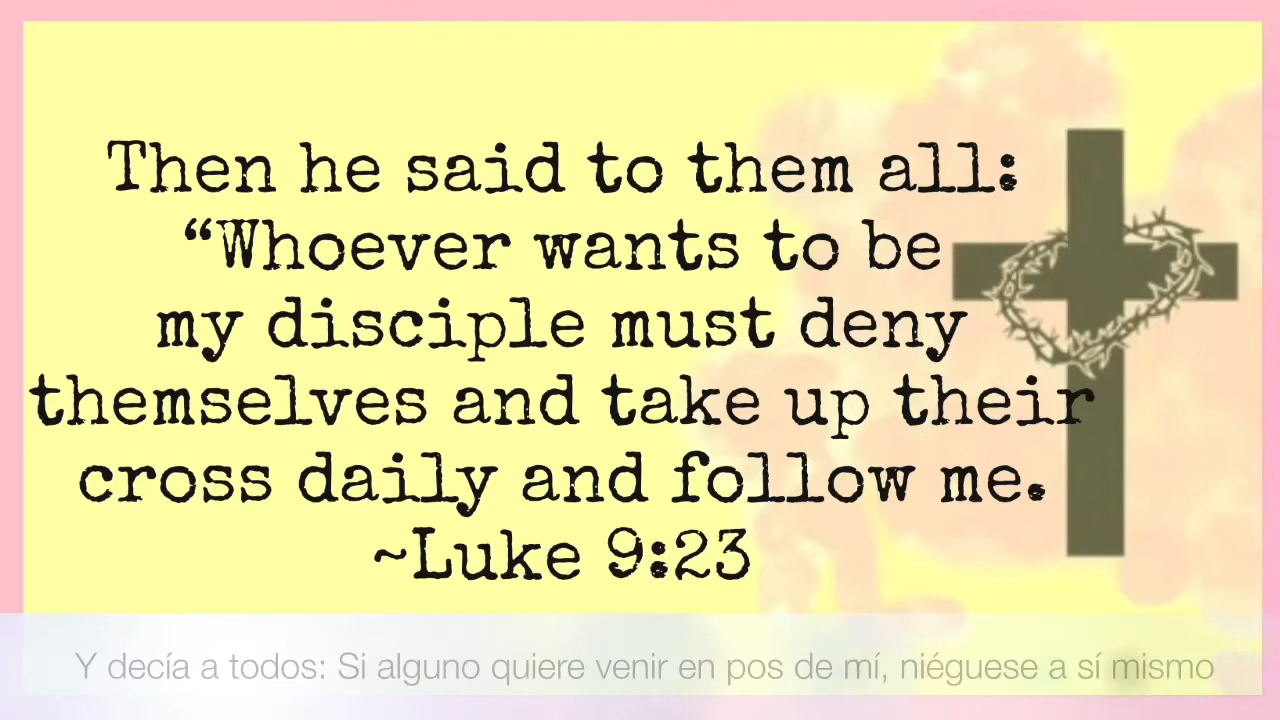 Then he said to them all:
“Whoever wants to be
my disciple must deny
themselves and take up their
cross daily and follow me.
~Luke 9:23
Y decía a todos: Si alguno quiere venir en pos de mí, niéguese a sí mismo